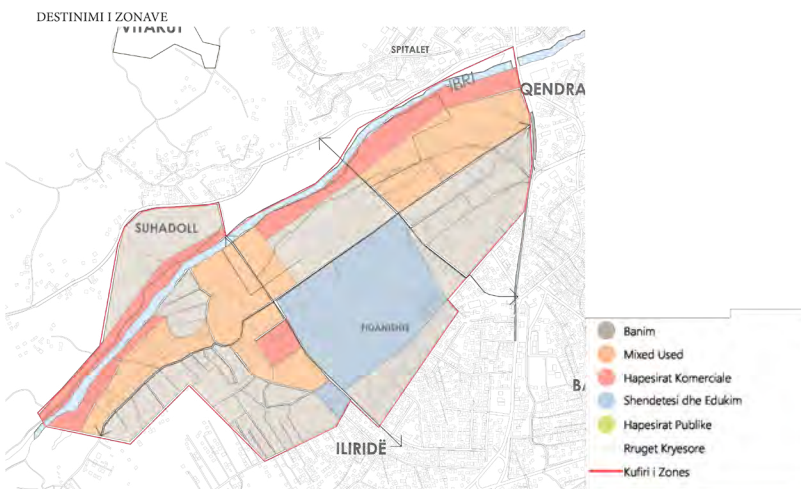 DESTINIMI I ZONAVE
VITAKUT
SPITALET
IBRI
QENDRA
SUHADOLL
ILIRIDË
Banim
Mixed Used
Hapesirat Komerciale
Shendetesi dhe Edukim
Hapesirat Publike
Rruget Kryesore
Kufiri i Zones